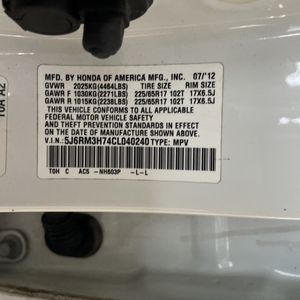 MFD. BY HONDA OF AMERICA MFG., INC. 07/'12
GVWR 2025KG(4464LBS) TIRE SIZE RIM SIZE
GAWR F 1030KG(2271LBS) 225/65R17 102T 17X6.5J
GAWR R 1015KG(2238LBS) 225/65R17 102T 17X6.5J
THIS VEHICLE CONFORMS TO ALL APPLICABLE
FEDERAL MOTOR VEHICLE SAFETY
AND THEFT PREVENTION STANDARDS IN EFFECT ON
THE DATE OF MANUFACTURE SHOWN ABOVE.
V.I.N.: 5J6RM3H74CL040240 TYPE: MPV
TOH C AC5 -NH603P -L-L
10A A2